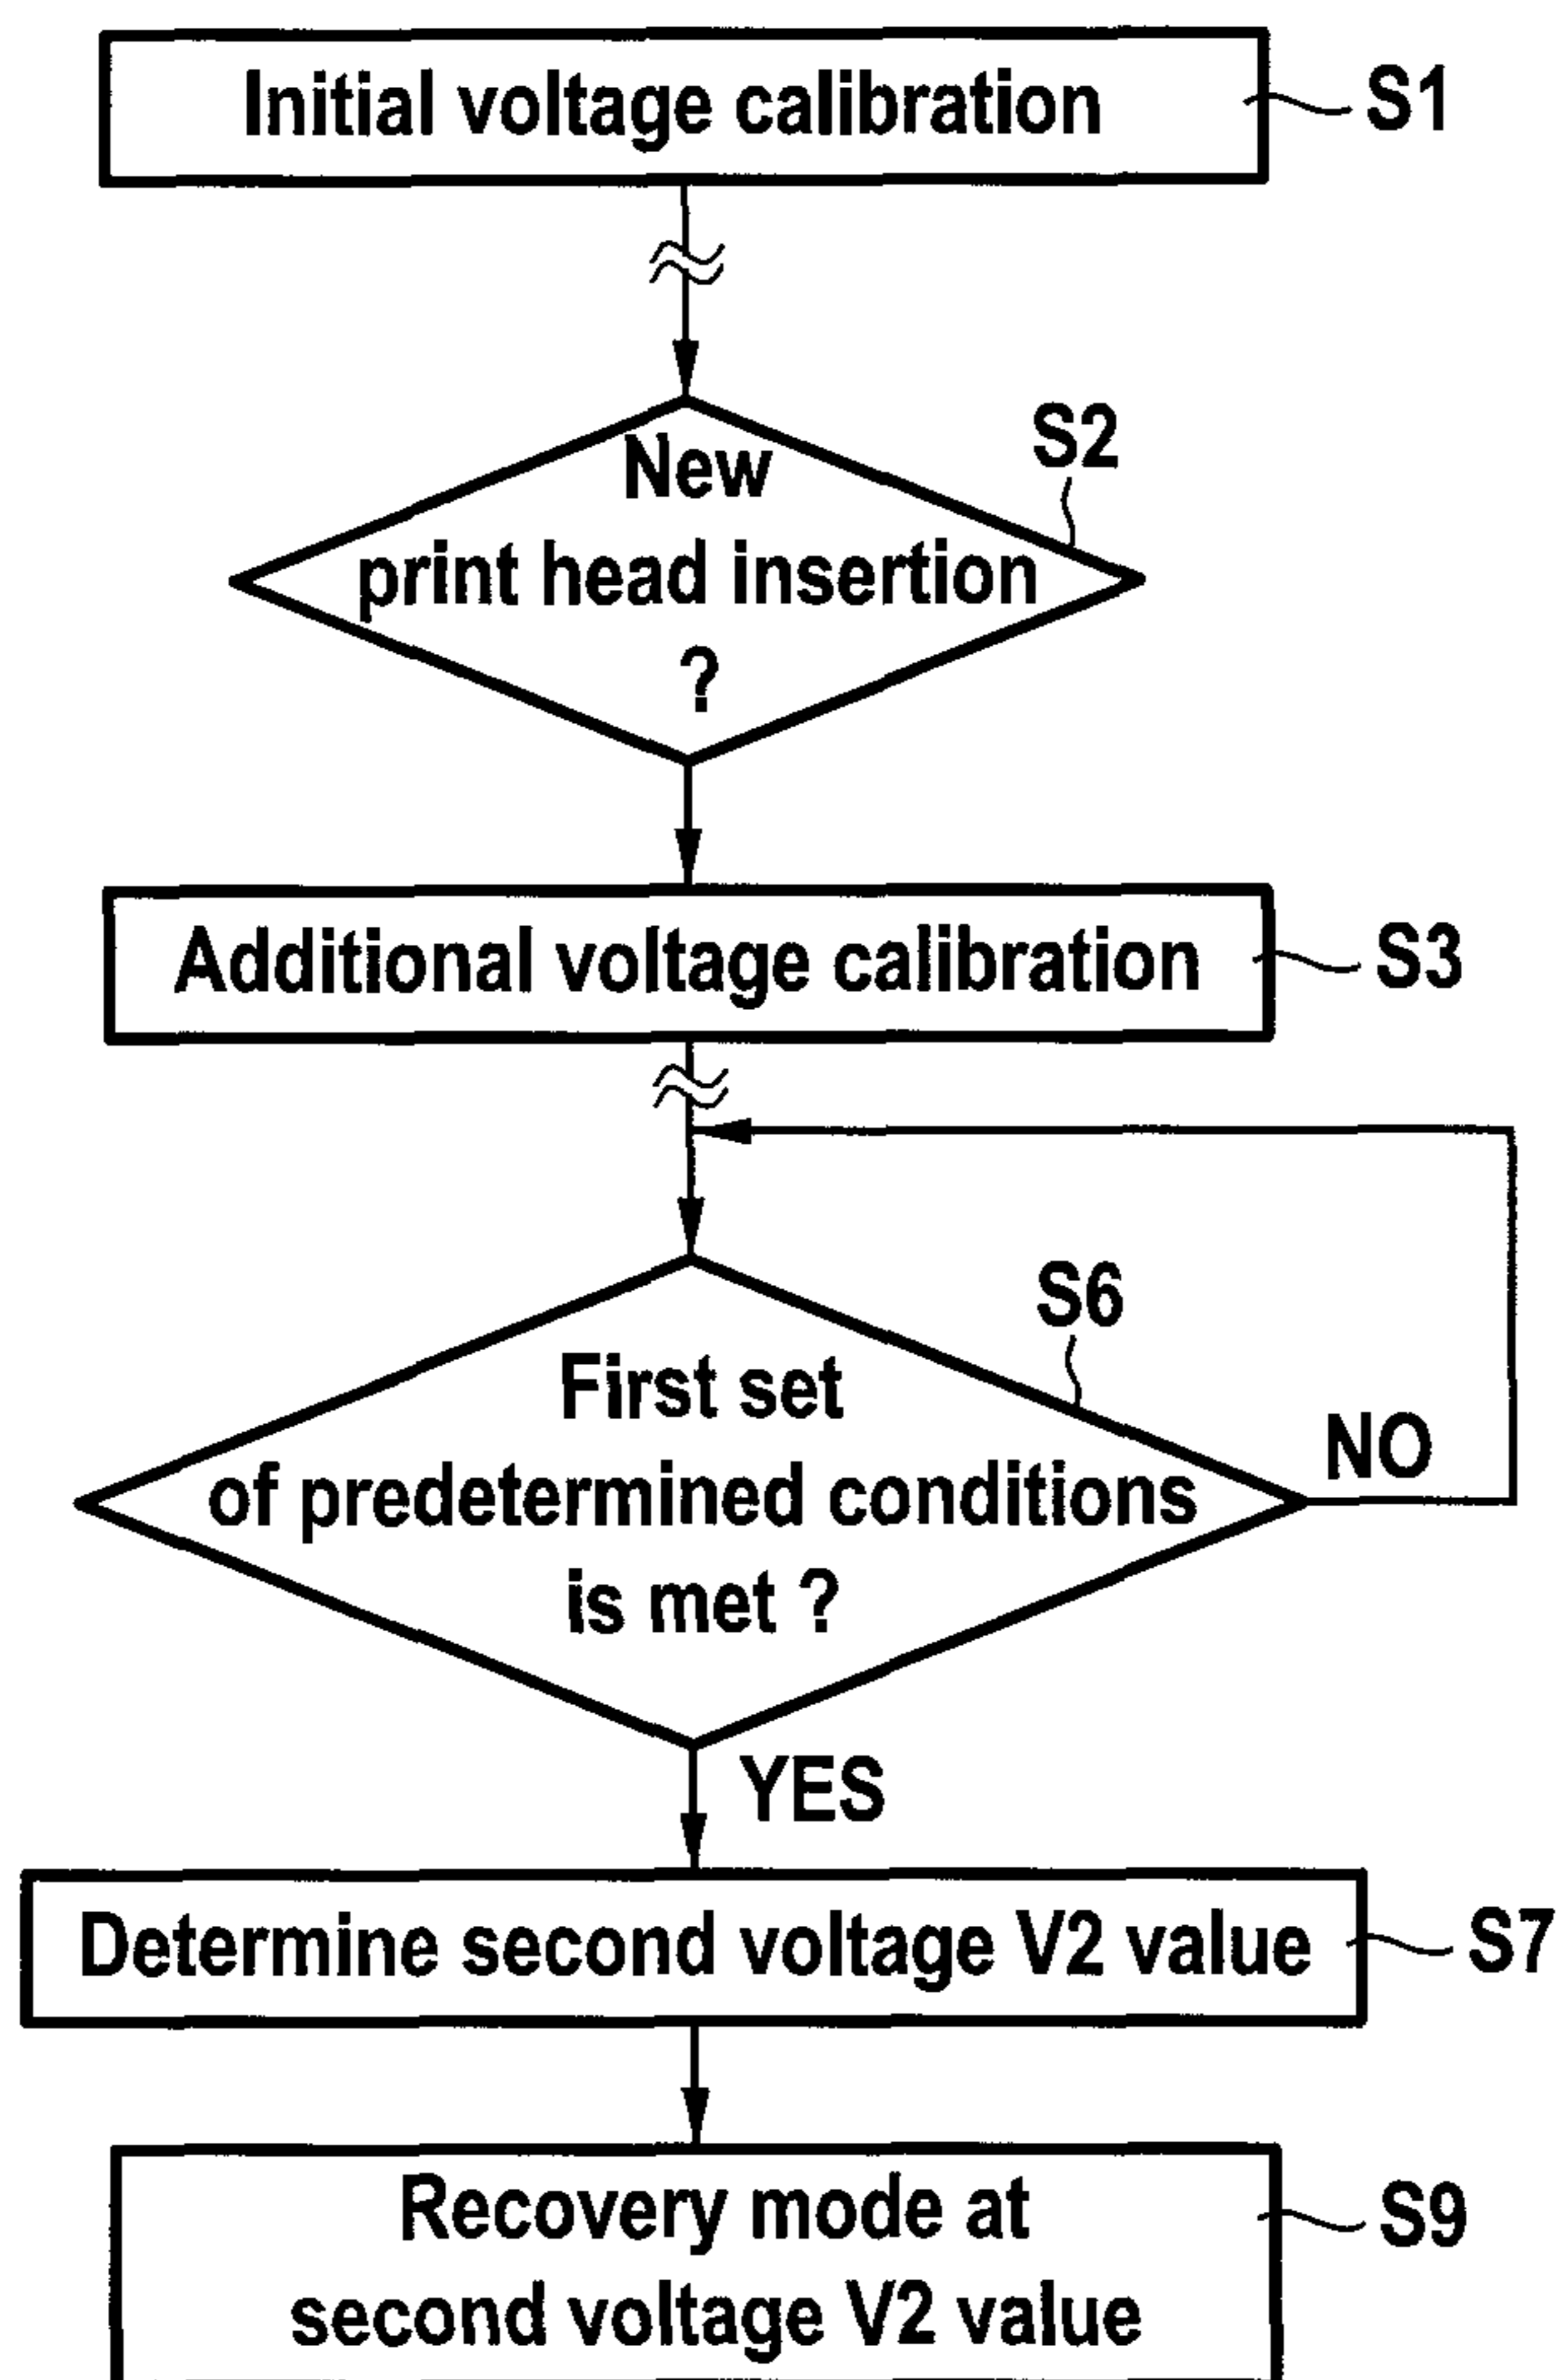 Initial voltage calibration
S1
S2
New
print head insertion
?
Additional voltage calibration
S3
S6
First set
of predetermined conditions
is met ?
NO
YES
Determine second voltage V2 value
S7
Recovery mode at
second voltage V2 value
S9